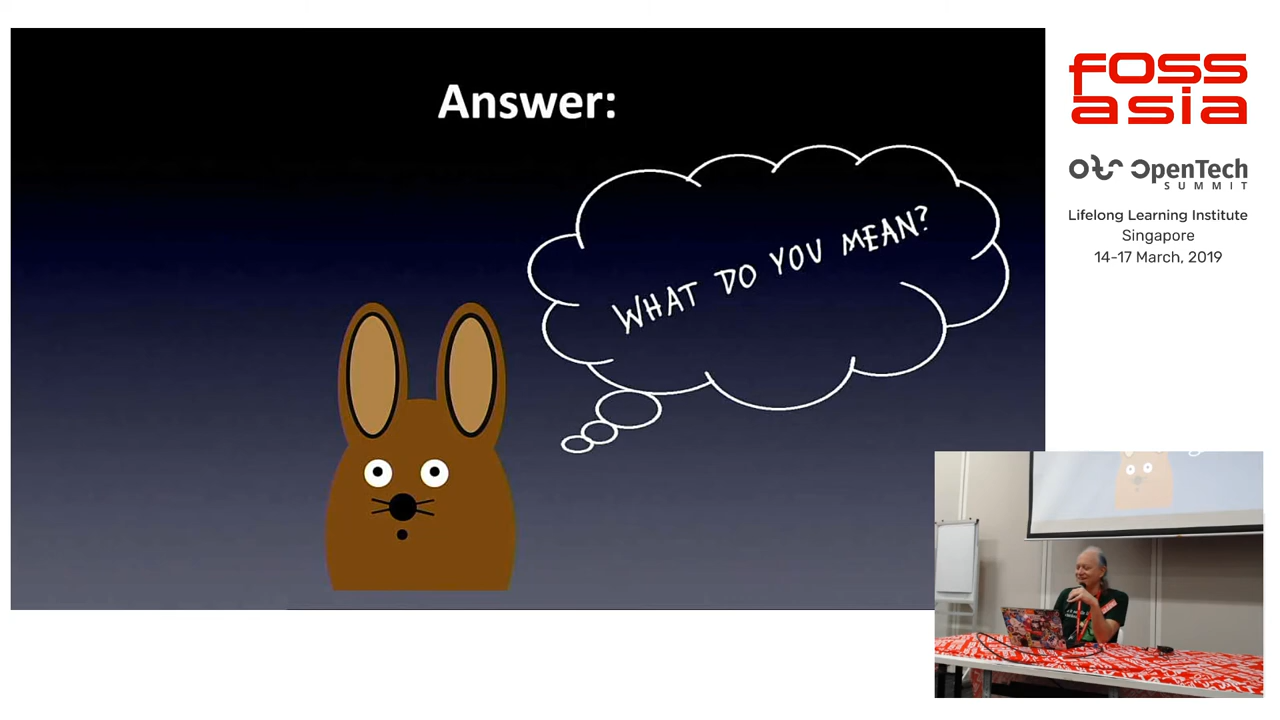 Answer:
WHAT DO YOU MEAN?
fOSS
asia
OpenTech
SUMMIT
Lifelong Learning Institute
Singapore
14-17 March, 2019